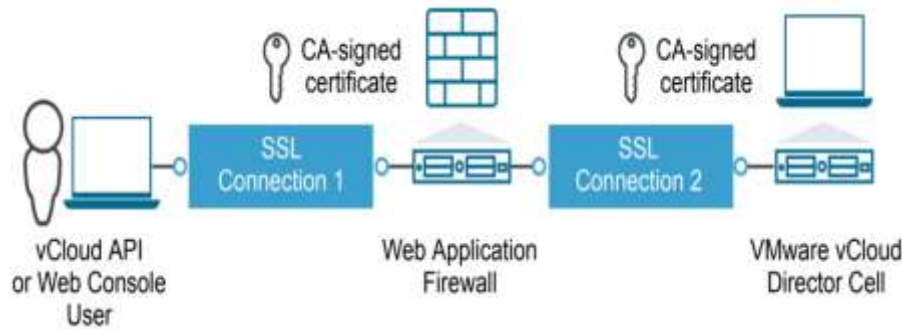 CA-signed
certificate
CA-signed
certificate
SSL
Connection 1
SSL
Connection 2
vCloud API
or Web Console
User
Web Application
Firewall
VMware vCloud
Director Cell